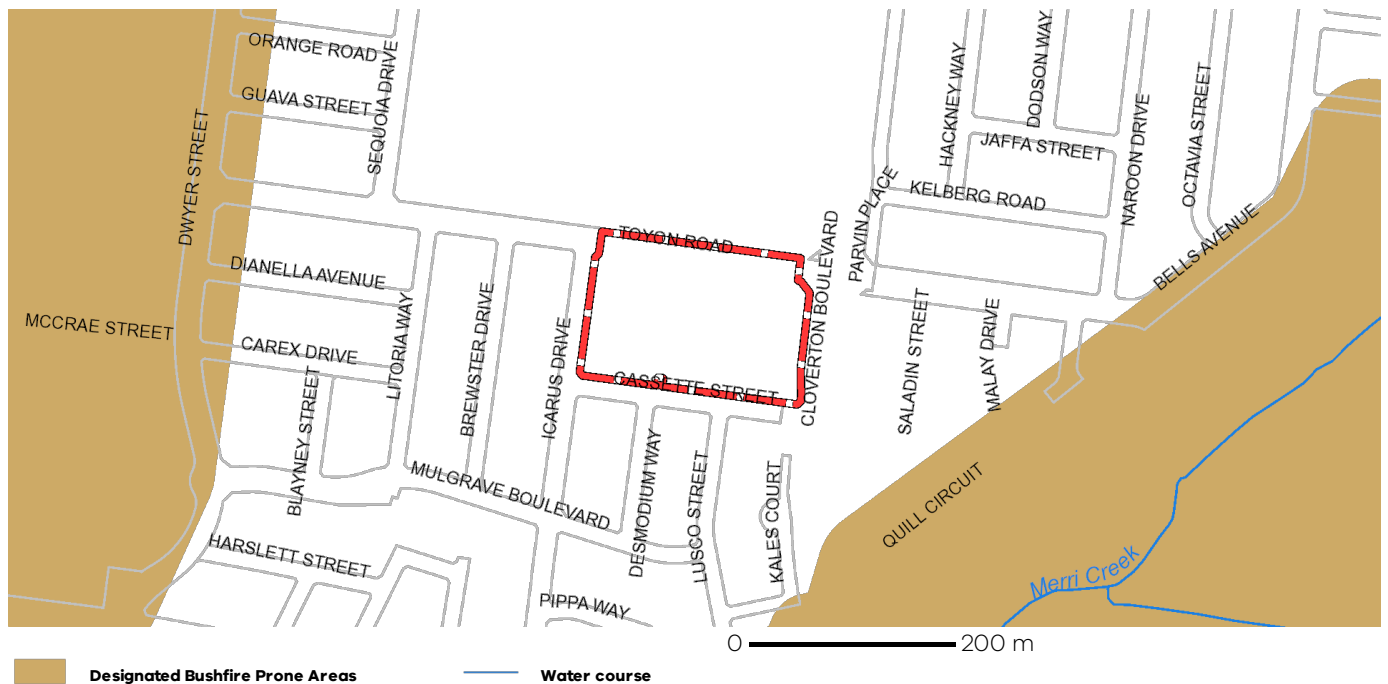 ORANGE ROAD
GUAVA STREET
SEQUOIA DRIVE
DWYER STREET
HACKNEY WAY
DODSON WAY
JAFFA STREET
NAROON DRIVE
OCTAVIA STREET
KELBERG ROAD
PARVIN PLACE
TOYON ROAD
CLOVERTON BOULEVARD
BELLS AVENUE
DIANELLA AVENUE
MCCRAE STREET
CAREX DRIVE
LITORIA WAY
BREWSTER DRIVE
ICARUS DRIVE
CASSETTE STREET
SALADIN STREET
MALAY DRIVE
BLAYNEY STREET
MULGRAVE BOULEVARD
DESMODIUM WAY
LUSCO STREET
KALES COURT
QUILL CIRCUIT
HARSLETT STREET
PIPPA WAY
Merri Creek
0 200 m
Designated Bushfire Prone Areas
Water course